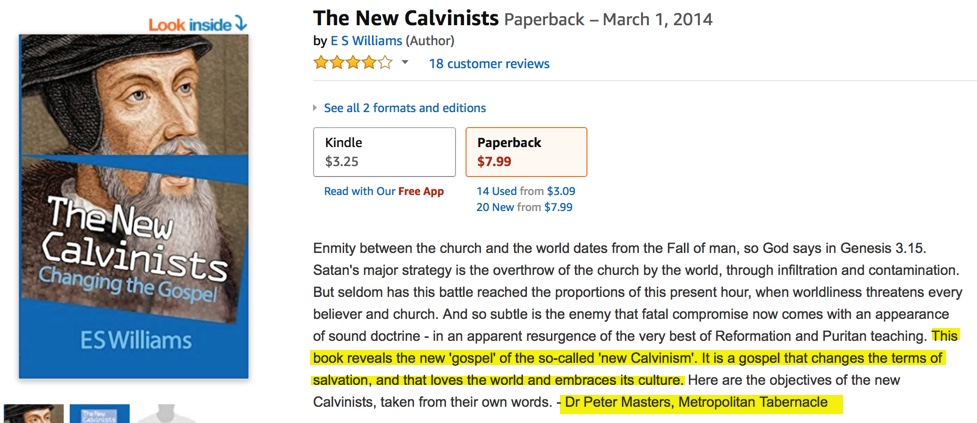 Look inside
The New Calvinists Paperback – March 1, 2014
by E S Williams (Author)
18 customer reviews
See all 2 formats and editions
Kindle
$3.25
Paperback
$7.99
Read with Our Free App
14 Used from $3.09
20 New from $7.99
The New
Calvinists
Changing the Gospel
ESWilliams
Enmity between the church and the world dates from the Fall of man, so God says in Genesis 3.15.
Satan's major strategy is the overthrow of the church by the world, through infiltration and contamination.
But seldom has this battle reached the proportions of this present hour, when worldliness threatens every
believer and church. And so subtle is the enemy that fatal compromise now comes with an appearance
of sound doctrine - in an apparent resurgence of the very best of Reformation and Puritan teaching. This
book reveals the new 'gospel' of the so-called 'new Calvinism'. It is a gospel that changes the terms of
salvation, and that loves the world and embraces its culture. Here are the objectives of the new
Calvinists, taken from their own words. - Dr Peter Masters, Metropolitan Tabernacle